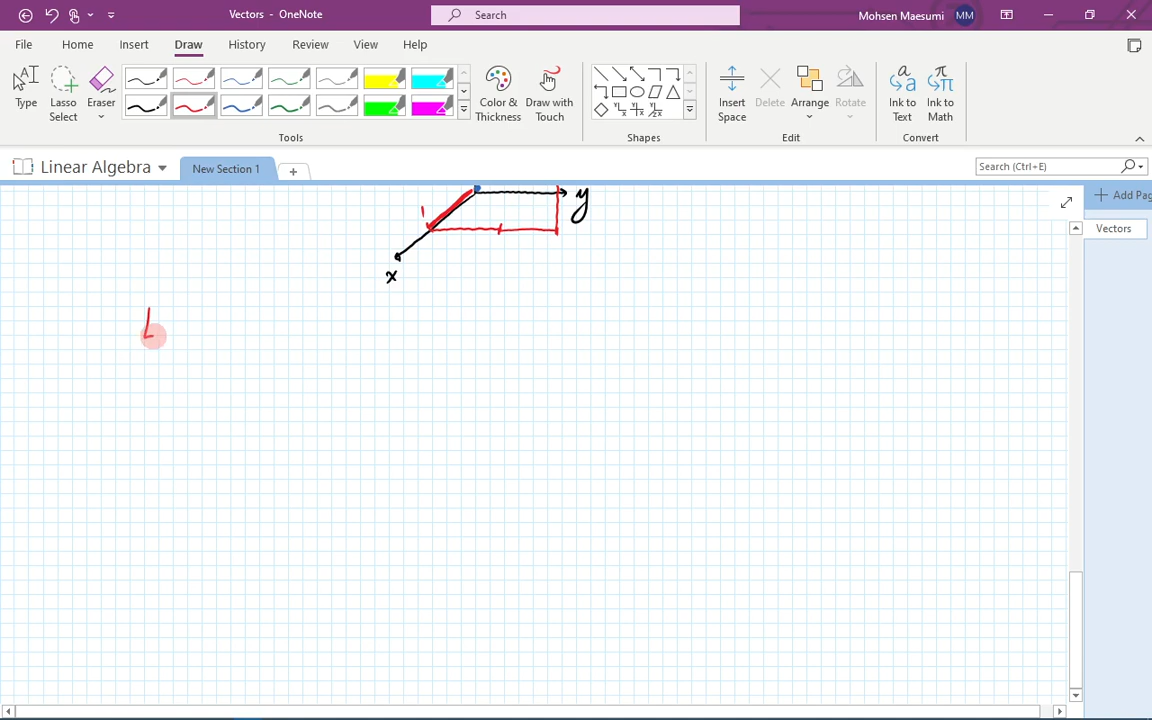 Vectors - OneNote
Search
Mohsen Maesumi
MM
File
Home
Insert
Draw
History
Review
View
Help
Type
Lasso Select
Eraser
Color & Thickness
Draw with Touch
Insert Space
Delete
Arrange
Rotate
Ink to Text
Ink to Math
Tools
Shapes
Edit
Convert
Linear Algebra
New Section 1
Search (Ctrl+E)
Add Pag
Vectors
y
1
x
L